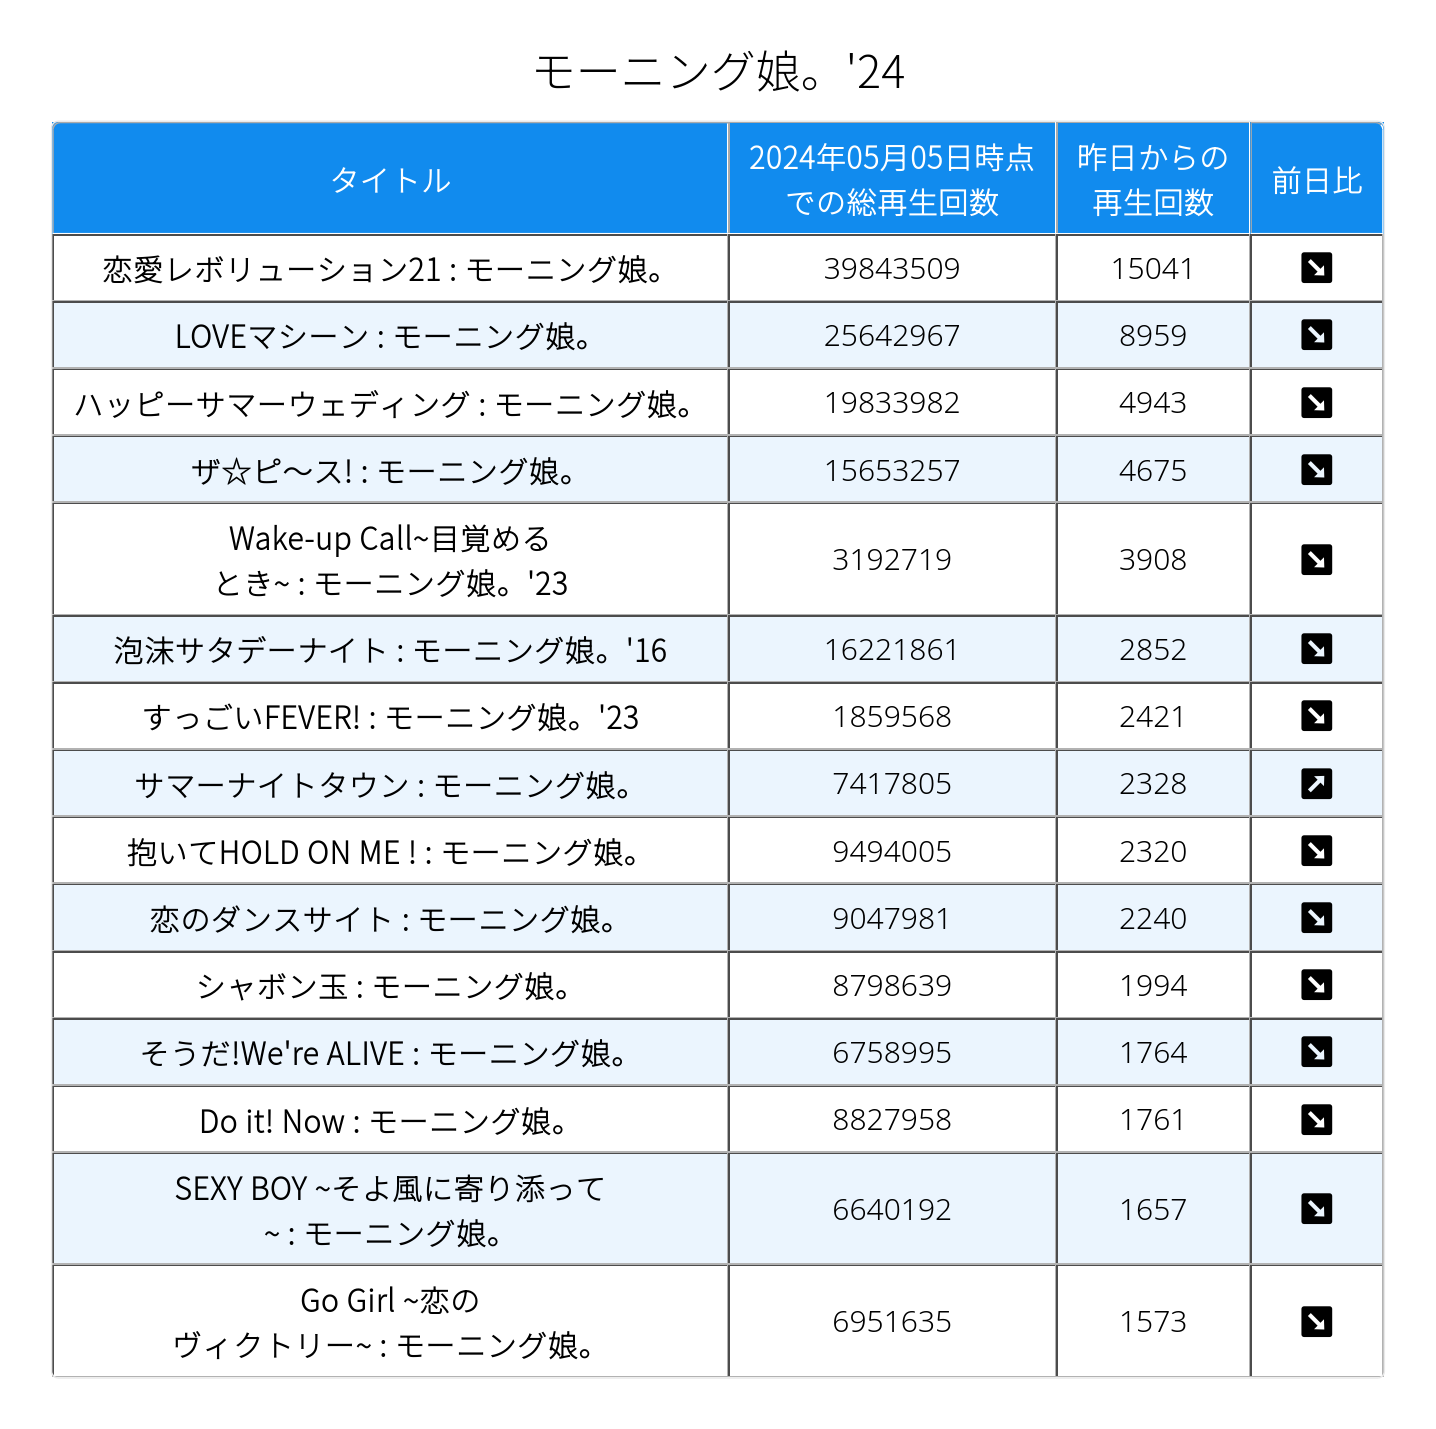 モーニング娘。'24
タイトル
2024年05月05日時点
での総再生回数
昨日からの
再生回数
前日比
恋愛レボリューション21 : モーニング娘。 39843509 15041 ↘
LOVEマシーン : モーニング娘。 25642967 8959 ↘
ハッピーサマーウェディング : モーニング娘。 19833982 4943 ↘
ザ☆ピ〜ス! : モーニング娘。 15653257 4675 ↘
Wake-up Call~目覚める
とき~ : モーニング娘。'23 3192719 3908 ↘
泡沫サタデーナイト : モーニング娘。'16 16221861 2852 ↘
すっごいFEVER! : モーニング娘。'23 1859568 2421 ↘
サマーナイトタウン : モーニング娘。 7417805 2328 ↗
抱いてHOLD ON ME ! : モーニング娘。 9494005 2320 ↘
恋のダンスサイト : モーニング娘。 9047981 2240 ↘
シャボン玉 : モーニング娘。 8798639 1994 ↘
そうだ!We're ALIVE : モーニング娘。 6758995 1764 ↘
Do it! Now : モーニング娘。 8827958 1761 ↘
SEXY BOY ~そよ風に寄り添って
~ : モーニング娘。 6640192 1657 ↘
Go Girl ~恋の
ヴィクトリー~ : モーニング娘。 6951635 1573 ↘